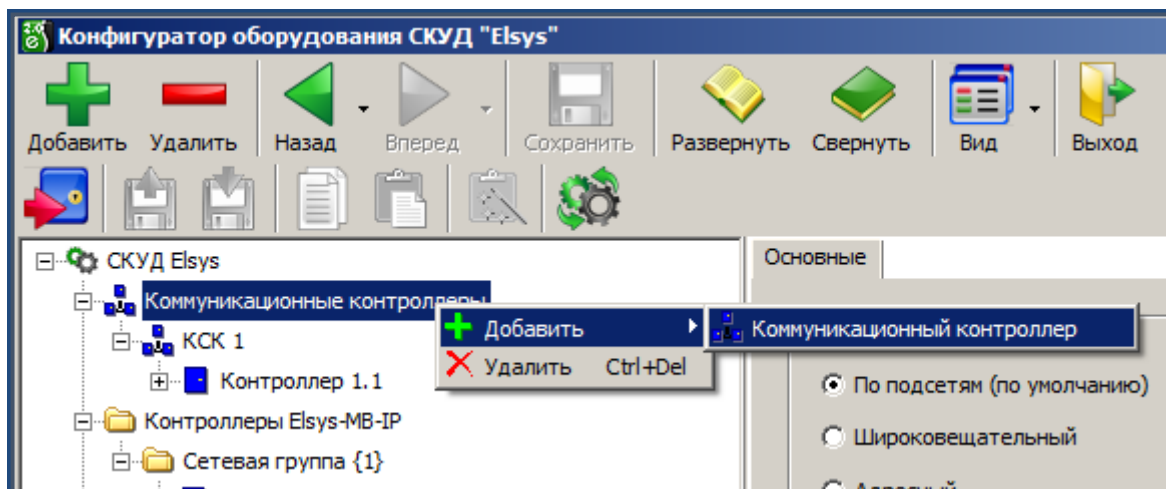 Конфигуратор оборудования СКУД "Elsys"
Добавить Удалить Назад Вперед Сохранить Развернуть Свернуть Вид Выход
СКУД Elsys
Основные
Коммуникационные контроллеры
Добавить
Коммуникационный контроллер
КСК 1
Удалить Ctrl+Del
Контроллер 1.1
По подсетям (по умолчанию)
Контроллеры Elsys-MB-IP
Широковещательный
Сетевая группа {1}